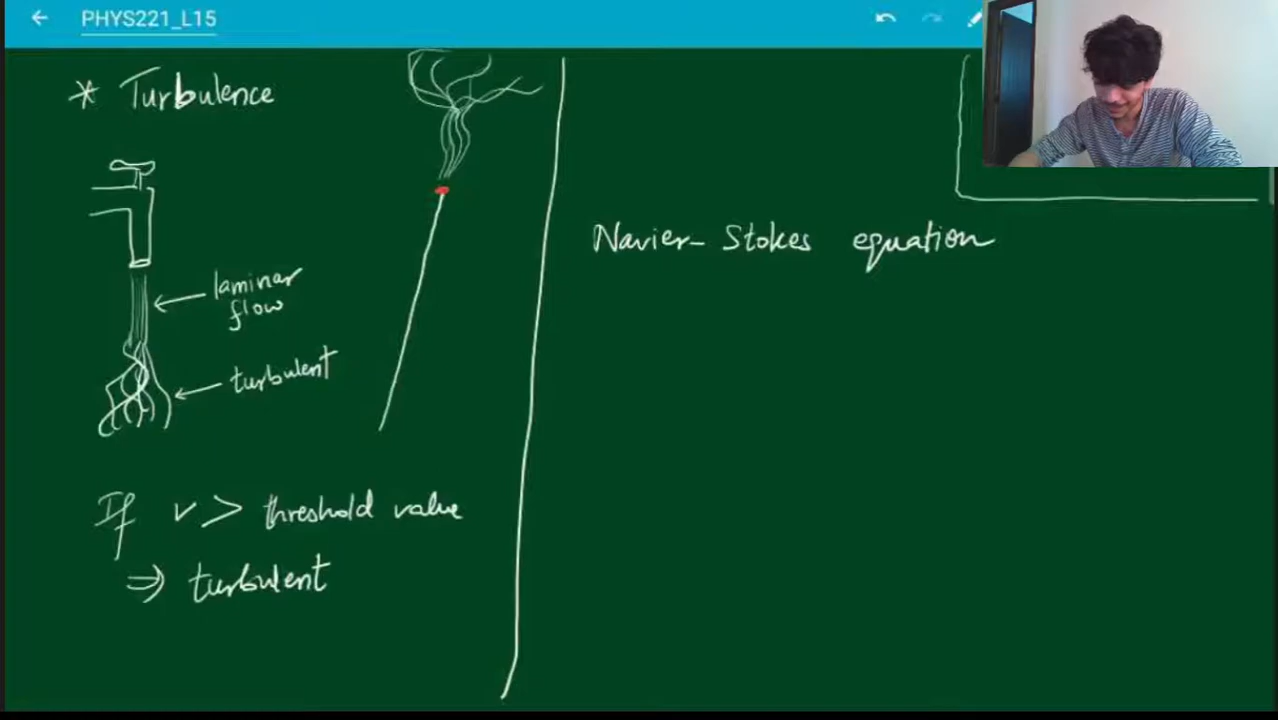 PHYS221_L15
* Turbulence
laminar
flow
turbulent
If v > threshold value
⇒ turbulent
Navier-Stokes equation